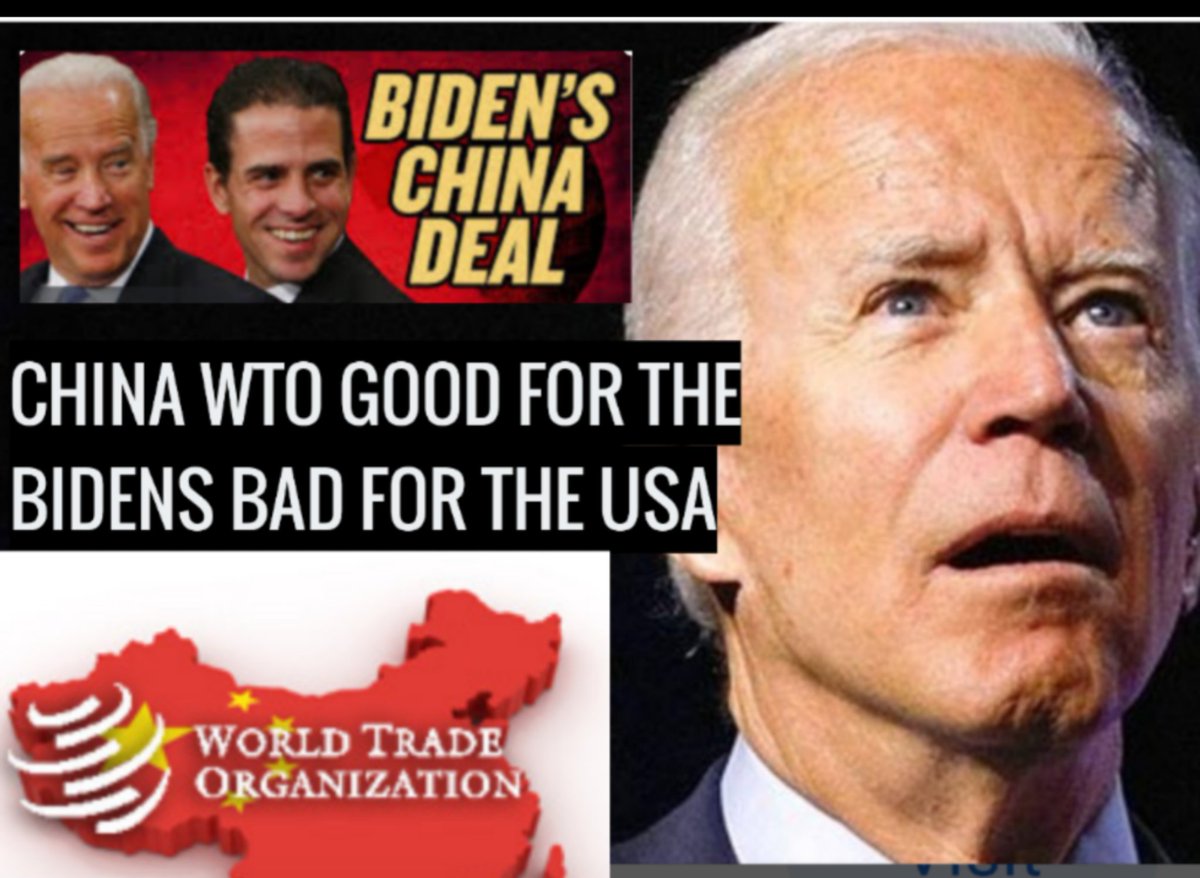 BIDEN'S
CHINA
DEAL
CHINA WTO GOOD FOR THE
BIDENS BAD FOR THE USA
WORLD TRADE
ORGANIZATION